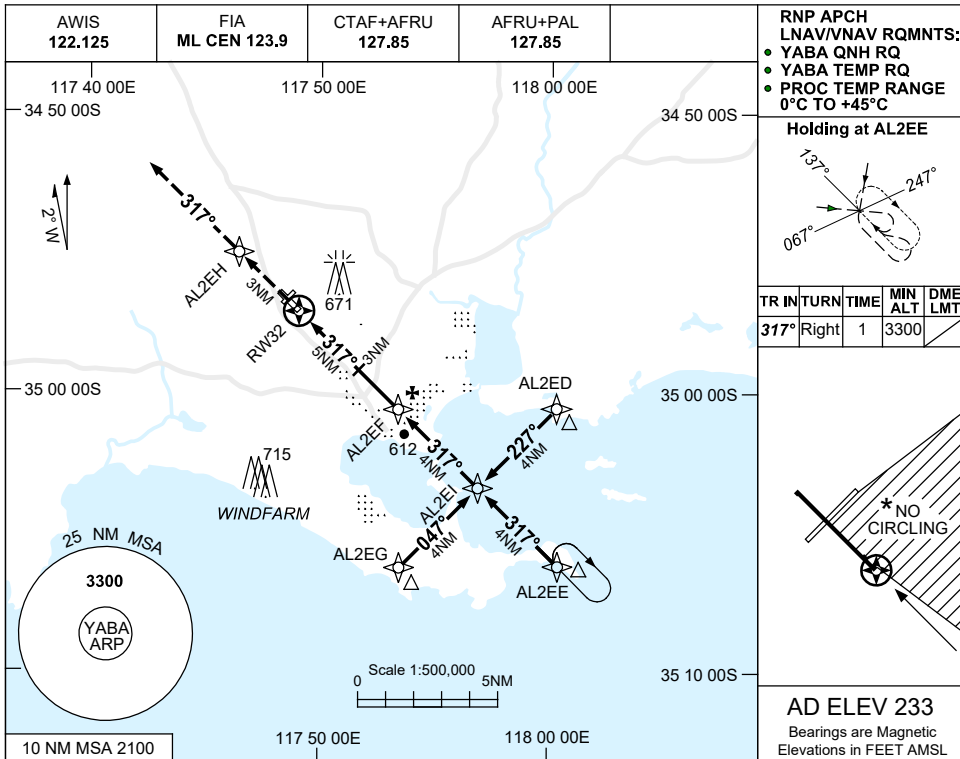 AWIS
122.125
FIA
ML CEN 123.9
CTAF+AFRU
127.85
AFRU+PAL
127.85
RNP APCH
LNAV/VNAV RQMNTS:
YABA QNH RQ
YABA TEMP RQ
PROC TEMP RANGE
0°C TO +45°C
117 40 00E
117 50 00E
118 00 00E
34 50 00S
34 50 00S
Holding at AL2EE
137°
247°
067°
TR IN
TURN
TIME
MIN ALT
DME LMT
317°
Right
1
3300
2° W
317°
AL2EH
3NM
671
RW32
317°
5NM
3NM
35 00 00S
35 00 00S
AL2ED
AL2EF
612
317°
4NM
227°
4NM
715
WINDFARM
AL2EI
047°
4NM
317°
4NM
AL2EG
AL2EE
* NO
CIRCLING
25 NM MSA
3300
YABA
ARP
Scale 1:500,000
0
5NM
35 10 00S
10 NM MSA 2100
117 50 00E
118 00 00E
AD ELEV 233
Bearings are Magnetic
Elevations in FEET AMSL